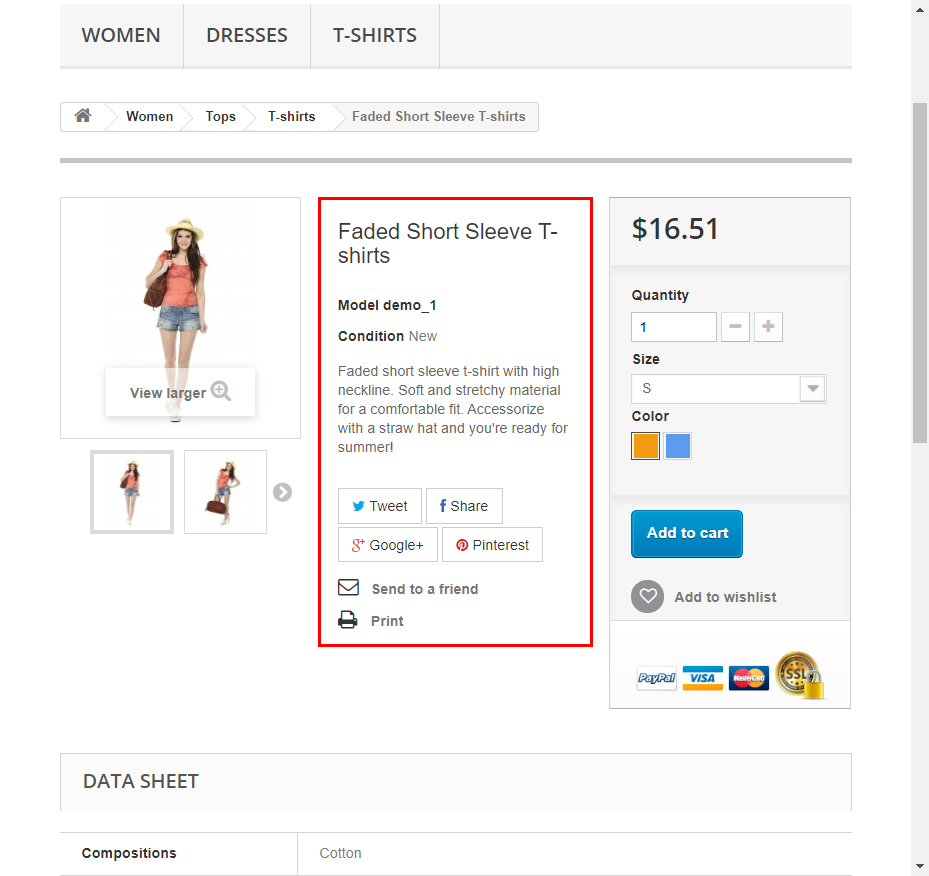 WOMEN
DRESSES
T-SHIRTS
Women
Tops
T-shirts
Faded Short Sleeve T-shirts
View larger
Faded Short Sleeve T-
shirts
Model demo_1
Condition New
Faded short sleeve t-shirt with high
neckline. Soft and stretchy material
for a comfortable fit. Accessorize
with a straw hat and you're ready for
summer!
Tweet
Share
Google+
Pinterest
Send to a friend
Print
$16.51
Quantity
1
Size
S
Color
Add to cart
Add to wishlist
PayPal
VISA
MasterCard
SSL
DATA SHEET
Compositions
Cotton